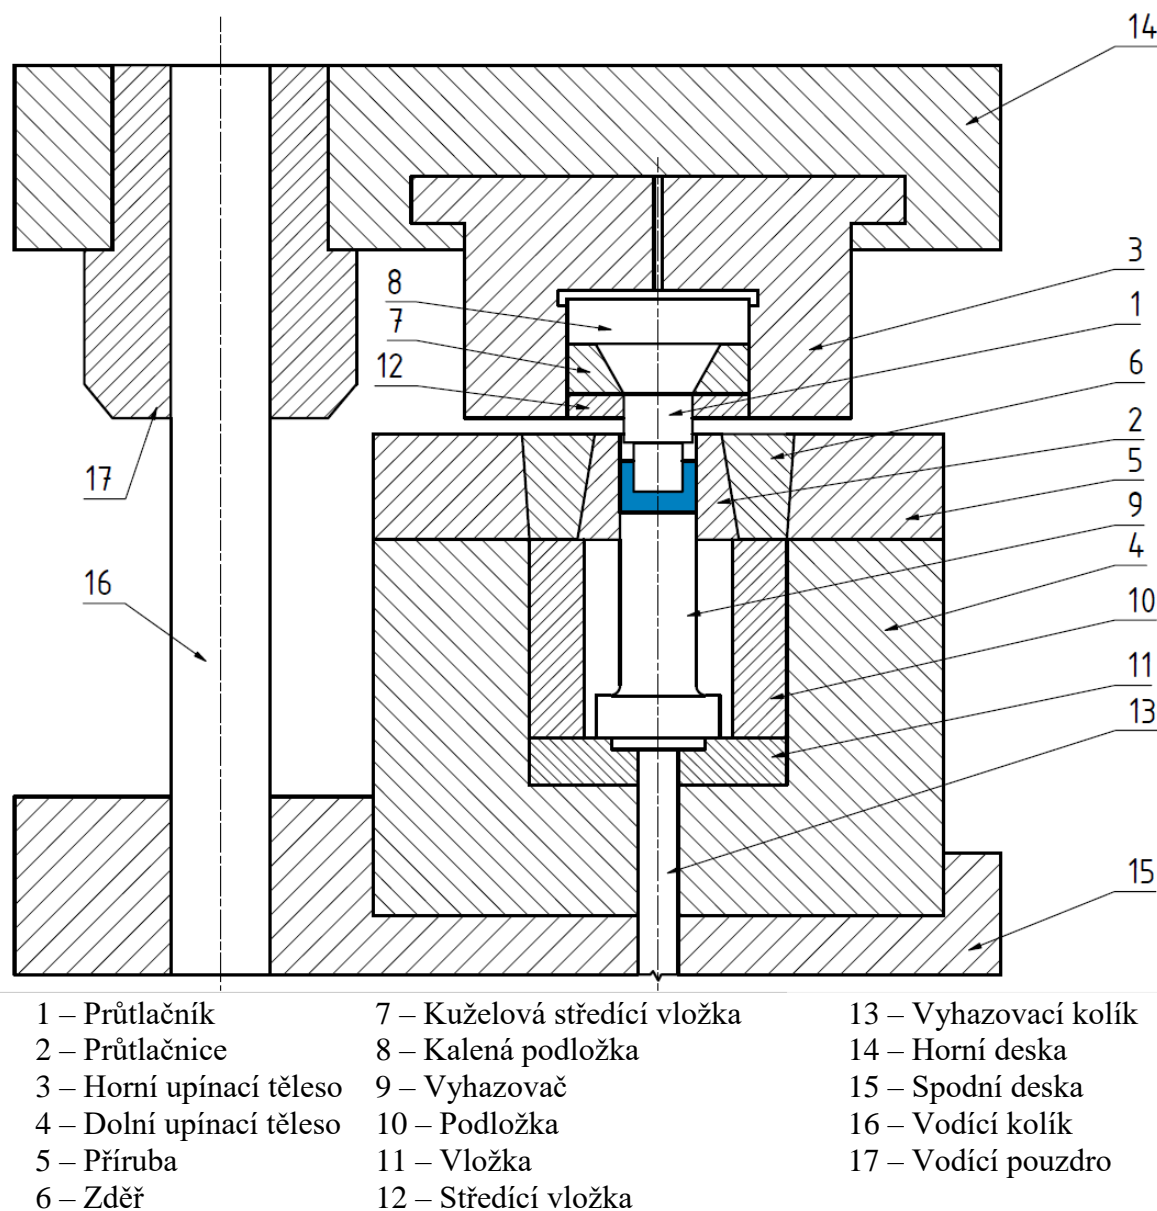 14
3
8
1
7
6
12
2
17
5
9
4
16
10
11
13
15
1 – Průtlačník
2 – Průtlačnice
3 – Horní upínací těleso
4 – Dolní upínací těleso
5 – Příruba
6 – Zděř
7 – Kuželová středící vložka
8 – Kalená podložka
9 – Vyhazovač
10 – Podložka
11 – Vložka
12 – Středící vložka
13 – Vyhazovací kolík
14 – Horní deska
15 – Spodní deska
16 – Vodící kolík
17 – Vodící pouzdro